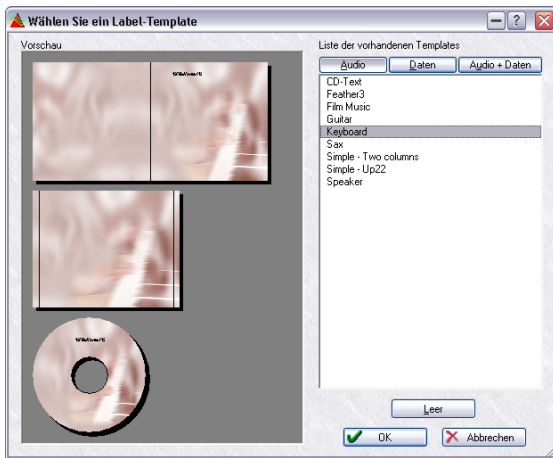 Wählen Sie ein Label-Template
Vorschau
Liste der vorhandenen Templates
Audio
Daten
Audio + Daten
CD-Text
Feather3
Film Music
Guitar
Keyboard
Sax
Simple - Two columns
Simple - Up22
Speaker
Leer
OK
Abbrechen